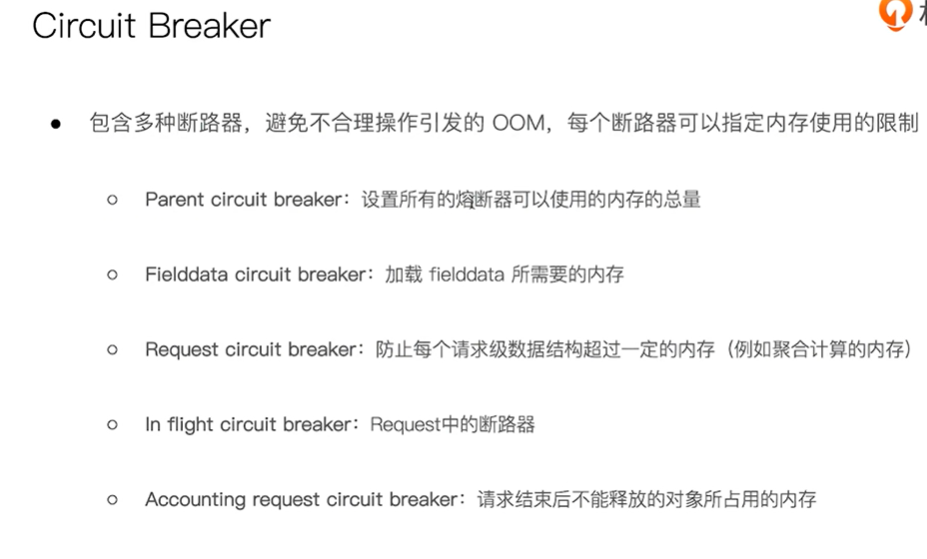 Circuit Breaker
包含多种断路器，避免不合理操作引发的 OOM，每个断路器可以指定内存使用的限制
Parent circuit breaker：设置所有的熔断器可以使用的内存的总量
Fielddata circuit breaker：加载 fielddata 所需要的内存
Request circuit breaker：防止每个请求级数据结构超过一定的内存（例如聚合计算的内存）
In flight circuit breaker：Request中的断路器
Accounting request circuit breaker：请求结束后不能释放的对象所占用的内存